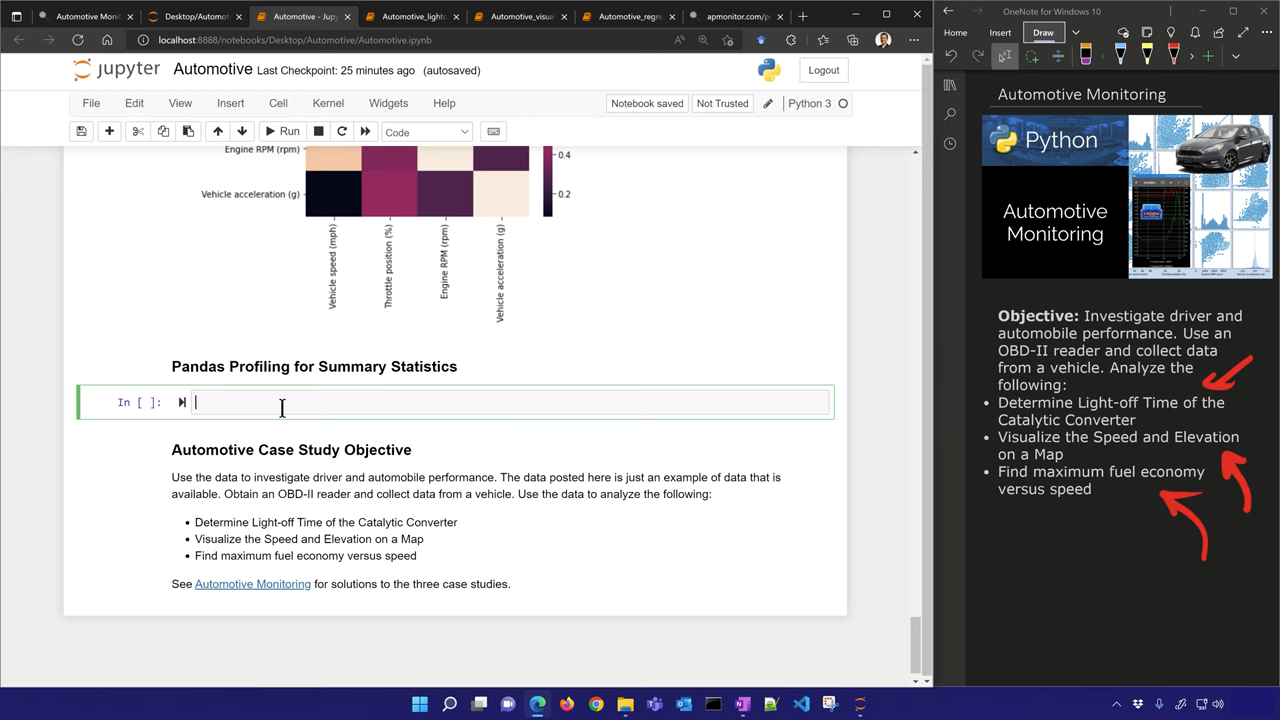 Automotive Monit
Desktop/Automot
Automotive - Jup
Automotive_light
Automotive_visua
Automotive_regre
apmonitor.com/p
localhost:8888/notebooks/Desktop/Automotive/Automotive.ipynb
jupyter Automotive Last Checkpoint: 25 minutes ago (autosaved)
Logout
File Edit View Insert Cell Kernel Widgets Help
Notebook saved Not Trusted Python 3
Run
Code
Engine RPM (rpm)
0.4
Vehicle acceleration (g)
0.2
Vehicle speed (mph)
Throttle position (%)
Engine RPM (rpm)
Vehicle acceleration (g)
Pandas Profiling for Summary Statistics
In [ ]:
Automotive Case Study Objective
Use the data to investigate driver and automobile performance. The data posted here is just an example of data that is
available. Obtain an OBD-II reader and collect data from a vehicle. Use the data to analyze the following:
• Determine Light-off Time of the Catalytic Converter
• Visualize the Speed and Elevation on a Map
• Find maximum fuel economy versus speed
See Automotive Monitoring for solutions to the three case studies.
OneNote for Windows 10
Home Insert Draw
Automotive Monitoring
Python
Automotive
Monitoring
Objective: Investigate driver and
automobile performance. Use an
OBD-II reader and collect data
from a vehicle. Analyze the
following:
• Determine Light-off Time of the
Catalytic Converter
• Visualize the Speed and Elevation
on a Map
• Find maximum fuel economy
versus speed